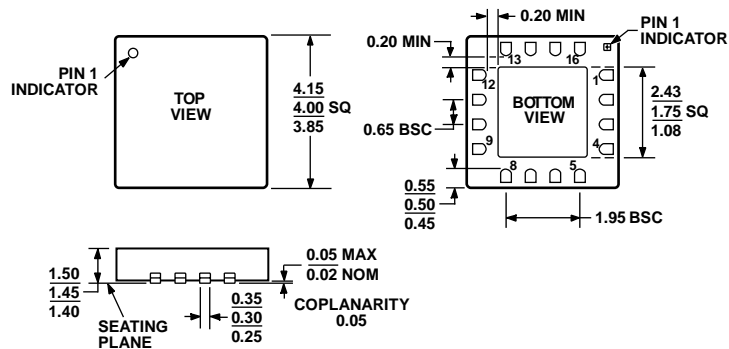 PIN 1
INDICATOR
TOP
VIEW
4.15
4.00 SQ
3.85
0.20 MIN
0.20 MIN
PIN 1
INDICATOR
13
16
12
1
BOTTOM
VIEW
2.43
1.75 SQ
1.08
0.65 BSC
9
4
8
5
0.55
0.50
0.45
1.95 BSC
1.50
1.45
1.40
SEATING
PLANE
0.35
0.30
0.25
0.05 MAX
0.02 NOM
COPLANARITY
0.05